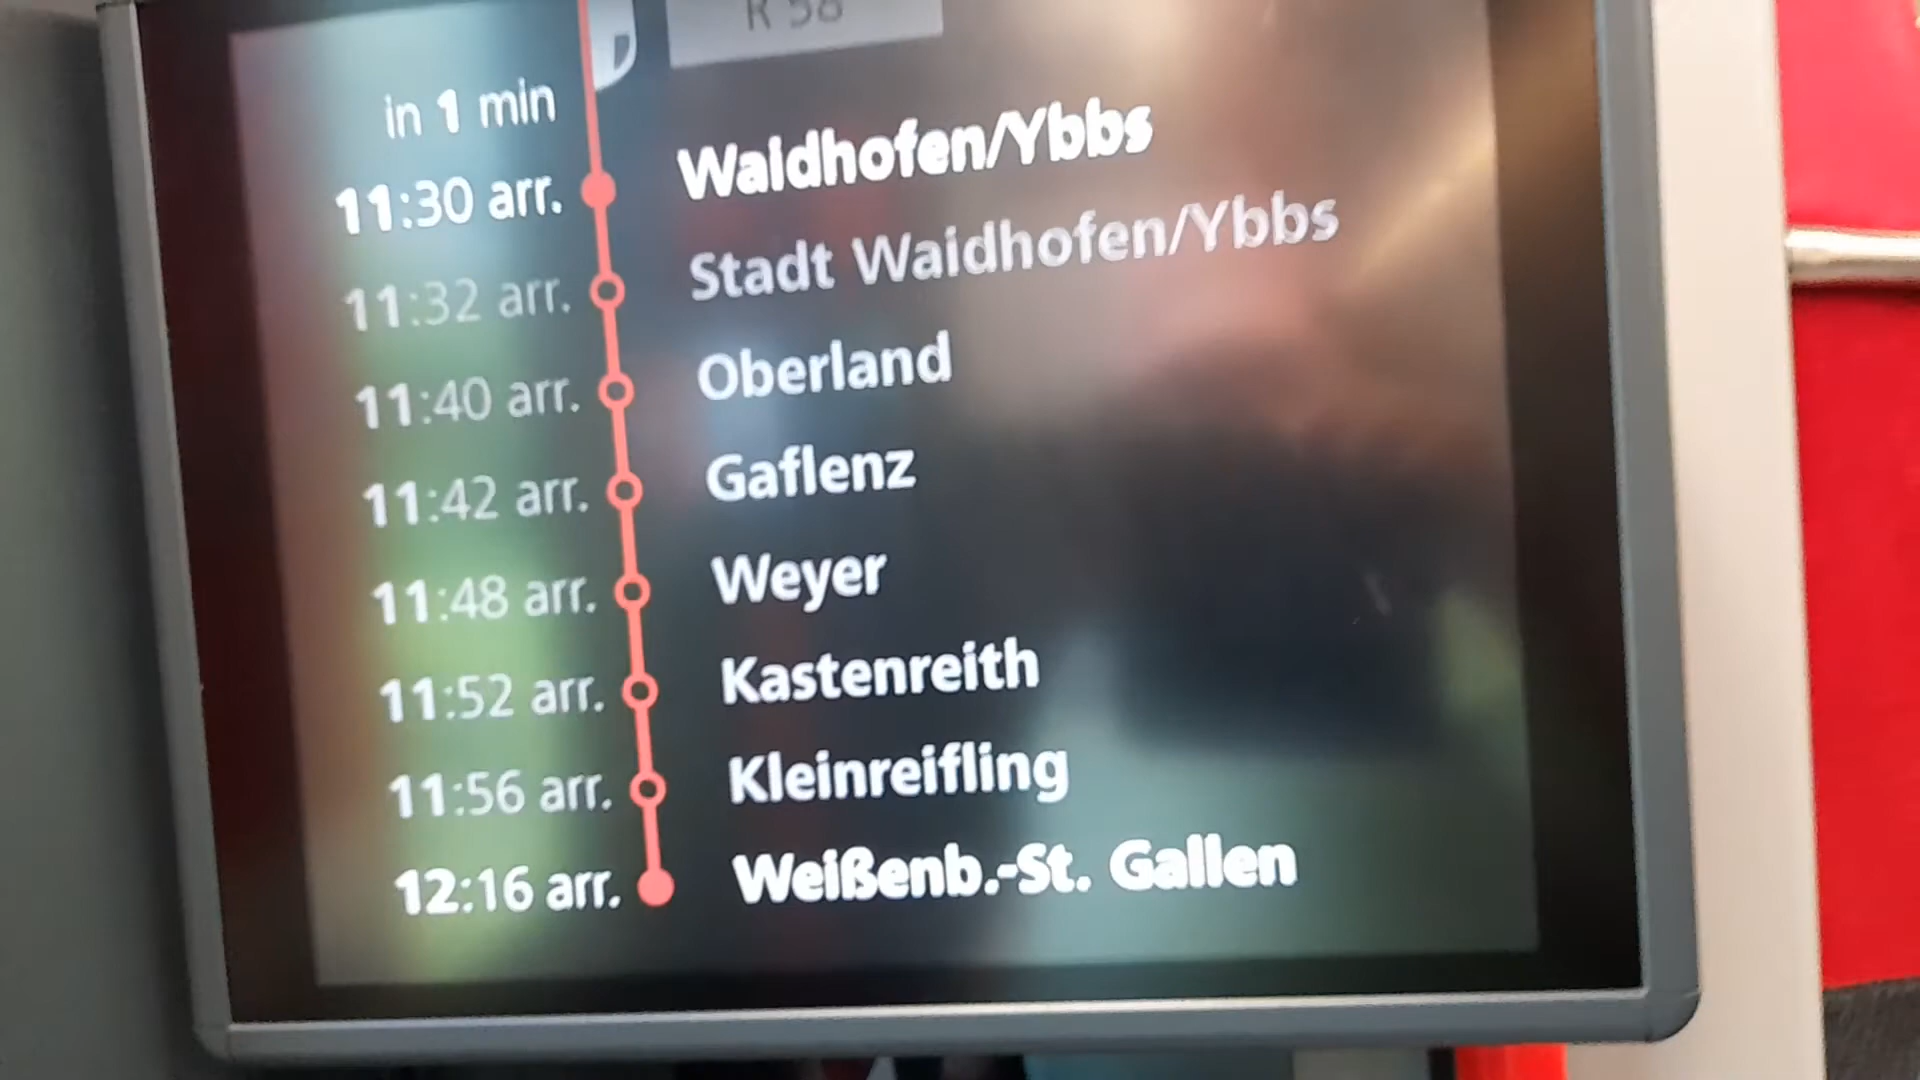 R 58
in 1 min
11:30 arr. Waidhofen/Ybbs
11:32 arr. Stadt Waidhofen/Ybbs
11:40 arr. Oberland
11:42 arr. Gaflenz
11:48 arr. Weyer
11:52 arr. Kastenreith
11:56 arr. Kleinreifling
12:16 arr. Weißenb.-St. Gallen